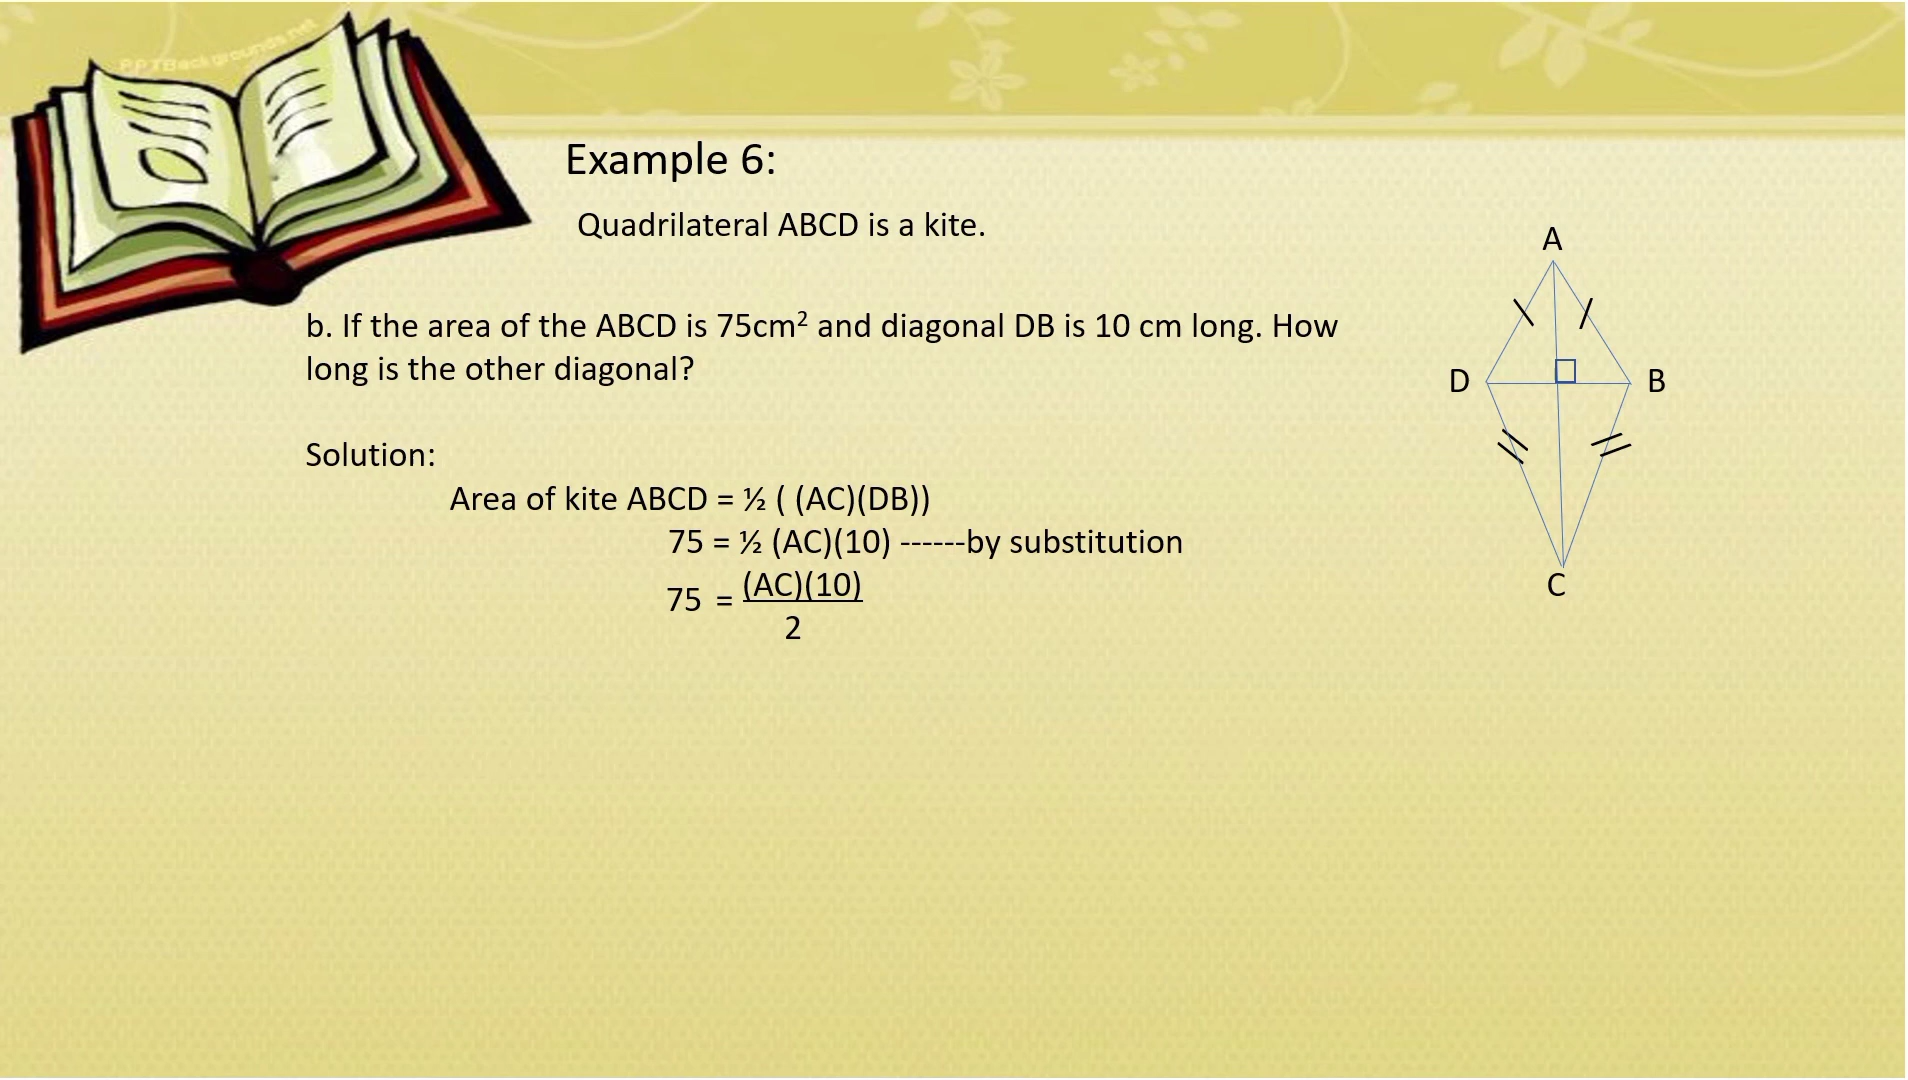 PPTBackgrounds.net
Example 6:
Quadrilateral ABCD is a kite.
b. If the area of the ABCD is 75cm² and diagonal DB is 10 cm long. How
long is the other diagonal?
Solution:
Area of kite ABCD = ½ ( (AC)(DB))
75 = ½ (AC)(10) ------by substitution
75 = (AC)(10)
2
A
D
B
C